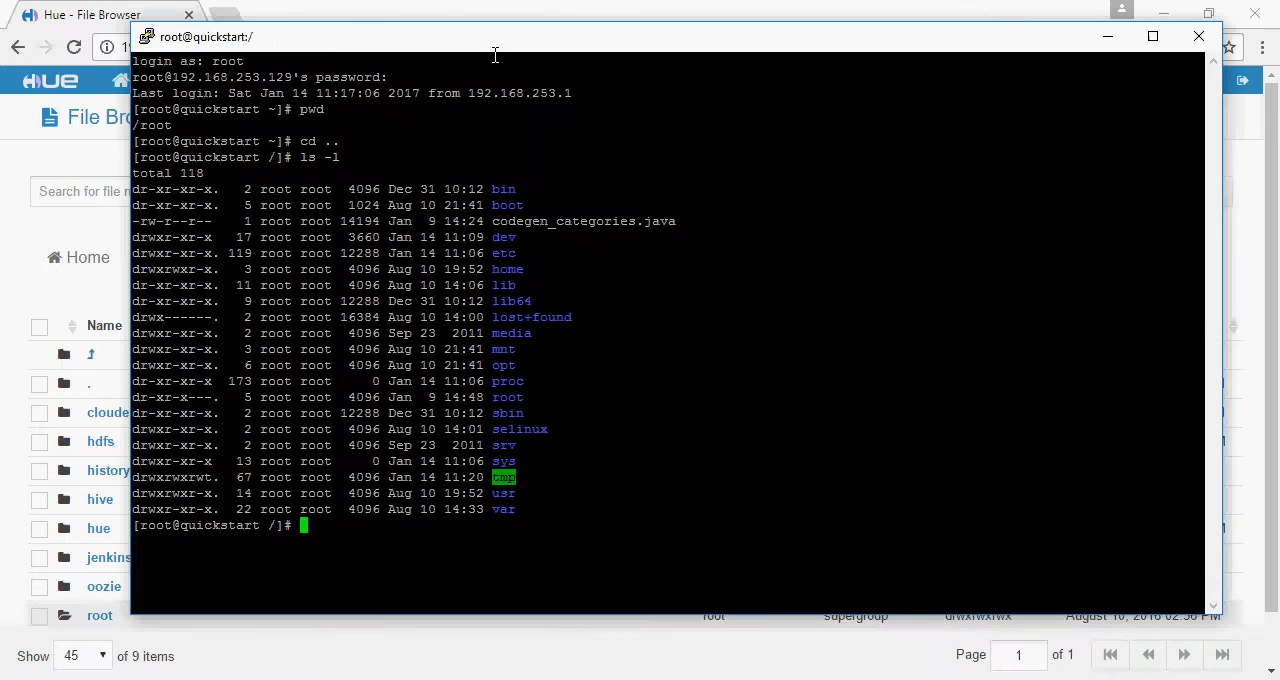 Hue - File Browser
root@quickstart:/
HUE
File Bro
Search for file n
Home
Name
.
cloude
hdfs
history
hive
hue
jenkins
oozie
root
login as: root
root@192.168.253.129's password:
Last login: Sat Jan 14 11:17:06 2017 from 192.168.253.1
[root@quickstart ~]# pwd
/root
[root@quickstart ~]# cd ..
[root@quickstart /]# ls -l
total 118
dr-xr-xr-x.   2 root root  4096 Dec 31 10:12 bin
dr-xr-xr-x.   5 root root  1024 Aug 10 21:41 boot
-rw-r--r--    1 root root 14194 Jan  9 14:24 codegen_categories.java
drwxr-xr-x   17 root root  3660 Jan 14 11:09 dev
drwxr-xr-x. 119 root root 12288 Jan 14 11:06 etc
drwxrwxr-x.   3 root root  4096 Aug 10 19:52 home
dr-xr-xr-x.  11 root root  4096 Aug 10 14:06 lib
dr-xr-xr-x.   9 root root 12288 Dec 31 10:12 lib64
drwx------.   2 root root 16384 Aug 10 14:00 lost+found
drwxr-xr-x.   2 root root  4096 Sep 23  2011 media
drwxr-xr-x.   3 root root  4096 Aug 10 21:41 mnt
drwxr-xr-x.   6 root root  4096 Aug 10 21:41 opt
dr-xr-xr-x  173 root root     0 Jan 14 11:06 proc
dr-xr-x---.   5 root root  4096 Jan  9 14:48 root
dr-xr-xr-x.   2 root root 12288 Dec 31 10:12 sbin
drwxr-xr-x.   2 root root  4096 Aug 10 14:01 selinux
drwxr-xr-x.   2 root root  4096 Sep 23  2011 srv
drwxr-xr-x   13 root root     0 Jan 14 11:06 sys
drwxrwxrwt.  67 root root  4096 Jan 14 11:20 tmp
drwxrwxr-x.  14 root root  4096 Aug 10 19:52 usr
drwxr-xr-x.  22 root root  4096 Aug 10 14:33 var
[root@quickstart /]#
root supergroup drwxrwxrwx August 10, 2016 02:56 PM
Show 45 of 9 items
Page 1 of 1